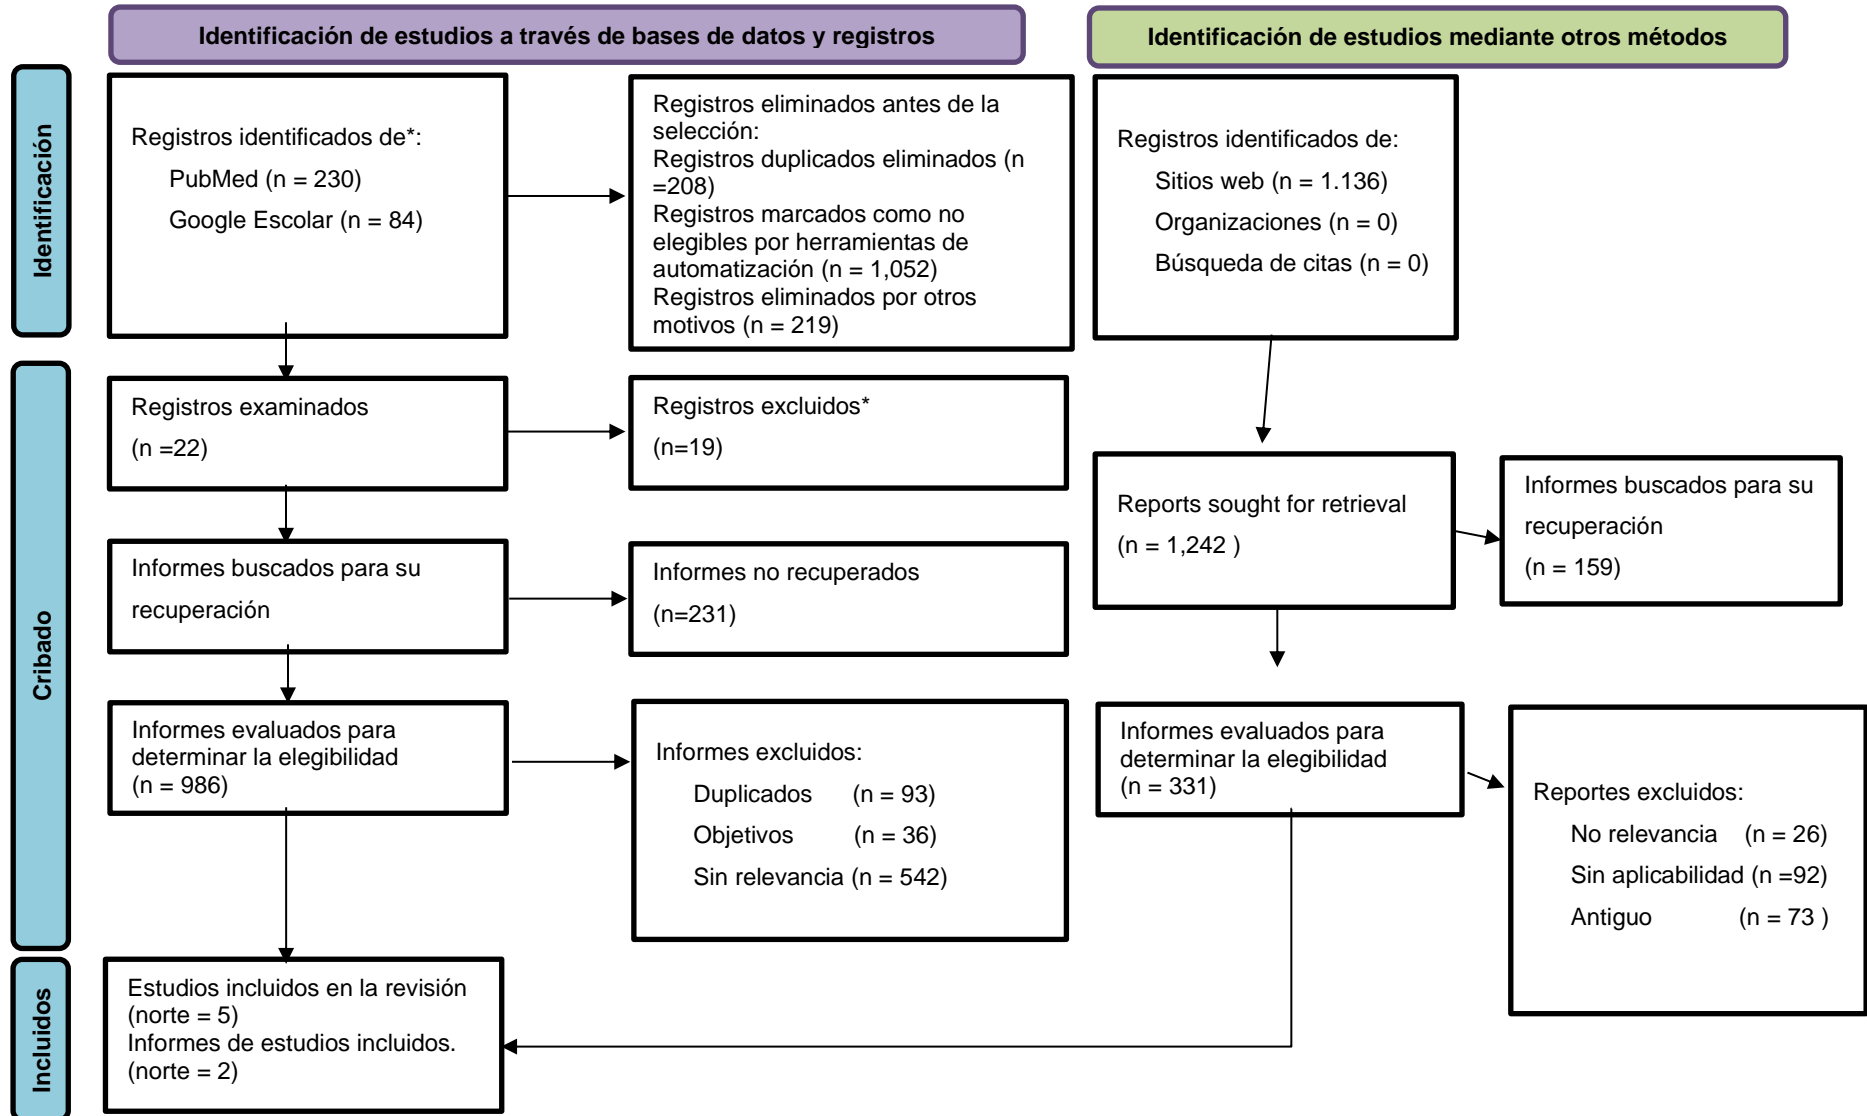 Identificación de estudios a través de bases de datos y registros
Identificación de estudios mediante otros métodos
Identificación
Registros identificados de*:
PubMed (n = 230)
Google Escolar (n = 84)
Registros eliminados antes de la
selección:
Registros duplicados eliminados (n
=208)
Registros marcados como no
elegibles por herramientas de
automatización (n = 1,052)
Registros eliminados por otros
motivos (n = 219)
Registros identificados de:
Sitios web (n = 1.136)
Organizaciones (n = 0)
Búsqueda de citas (n = 0)
Cribado
Registros examinados
(n =22)
Registros excluidos*
(n=19)
Informes buscados para su
recuperación
Informes no recuperados
(n=231)
Reports sought for retrieval
(n = 1,242 )
Informes buscados para su
recuperación
(n = 159)
Informes evaluados para
determinar la elegibilidad
(n = 986)
Informes excluidos:
Duplicados (n = 93)
Objetivos (n = 36)
Sin relevancia (n = 542)
Informes evaluados para
determinar la elegibilidad
(n = 331)
Reportes excluidos:
No relevancia (n = 26)
Sin aplicabilidad (n =92)
Antiguo (n = 73 )
Incluidos
Estudios incluidos en la revisión
(norte = 5)
Informes de estudios incluidos.
(norte = 2)